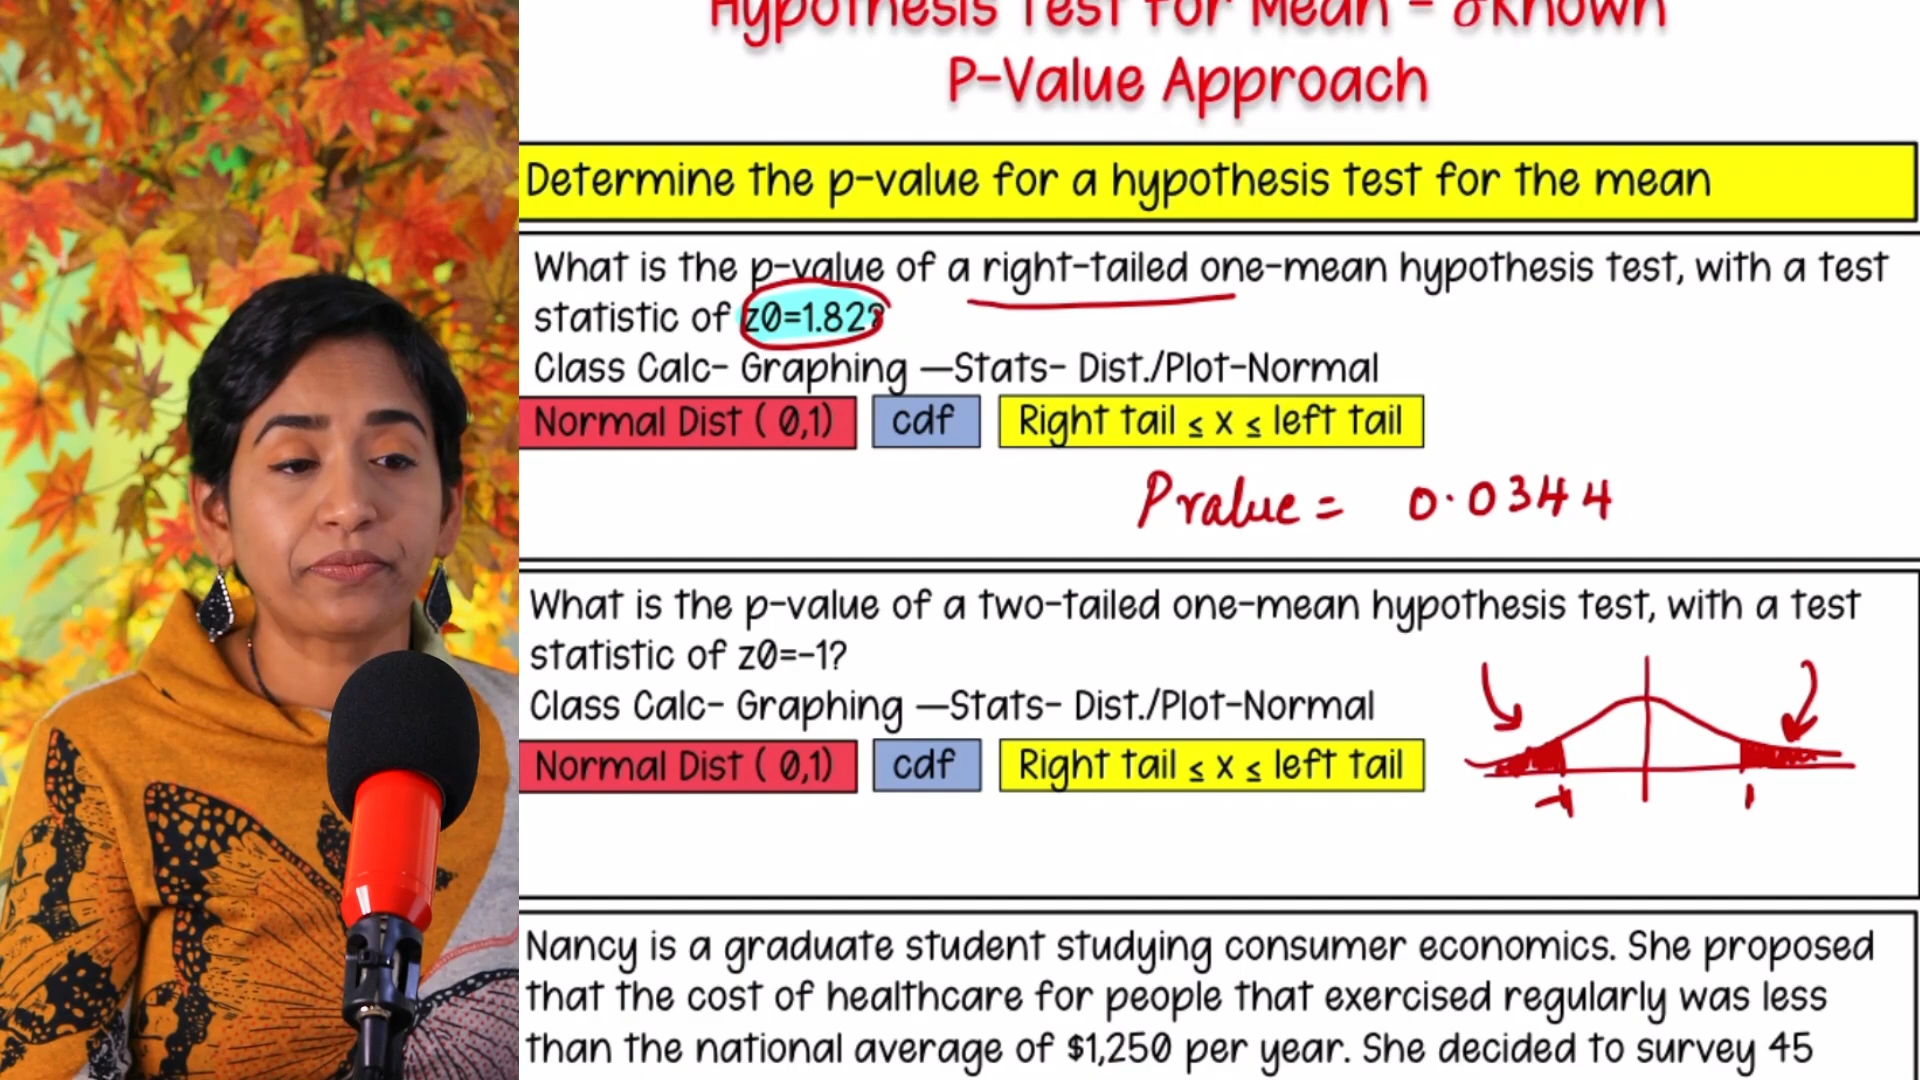 Hypothesis Test for Mean - σKnown
P-Value Approach
Determine the p-value for a hypothesis test for the mean
What is the p-value of a right-tailed one-mean hypothesis test, with a test
statistic of z0=1.82?
Class Calc- Graphing —Stats- Dist./Plot-Normal
Normal Dist ( 0,1) cdf Right tail ≤ x ≤ left tail
P value = 0.0344
What is the p-value of a two-tailed one-mean hypothesis test, with a test
statistic of z0=-1?
Class Calc- Graphing —Stats- Dist./Plot-Normal
Normal Dist ( 0,1) cdf Right tail ≤ x ≤ left tail
-1 1
Nancy is a graduate student studying consumer economics. She proposed
that the cost of healthcare for people that exercised regularly was less
than the national average of $1,250 per year. She decided to survey 45